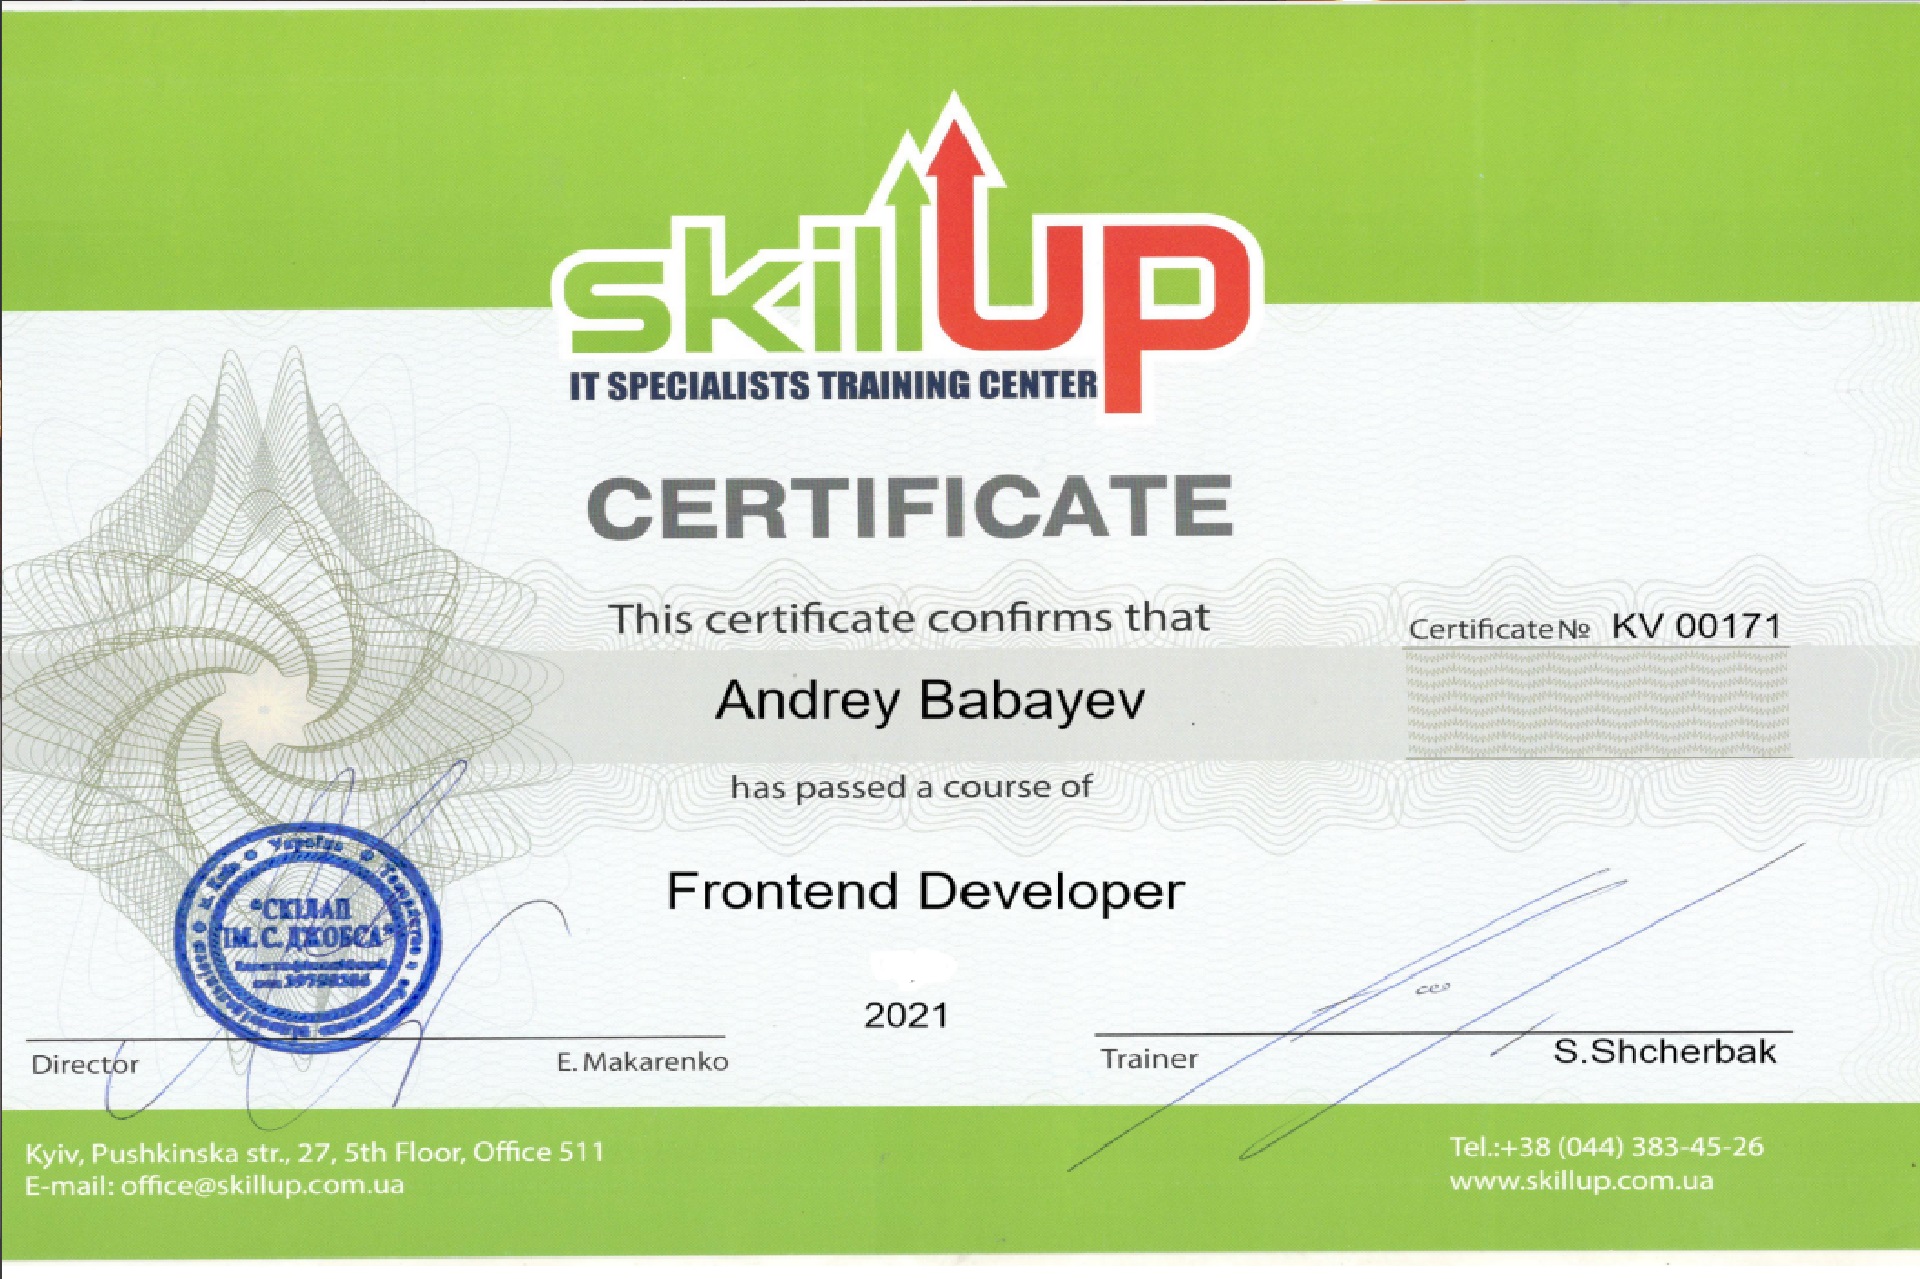 skillup
IT SPECIALISTS TRAINING CENTER
CERTIFICATE
This certificate confirms that
Certificate № KV 00171
Andrey Babayev
has passed a course of
Frontend Developer
Україна
м. Київ
"СКІЛАП
ІМ. С. ДЖОБСА"
2021
Director
E. Makarenko
Trainer
S.Shcherbak
Kyiv, Pushkinska str., 27, 5th Floor, Office 511
E-mail: office@skillup.com.ua
Tel.:+38 (044) 383-45-26
www.skillup.com.ua